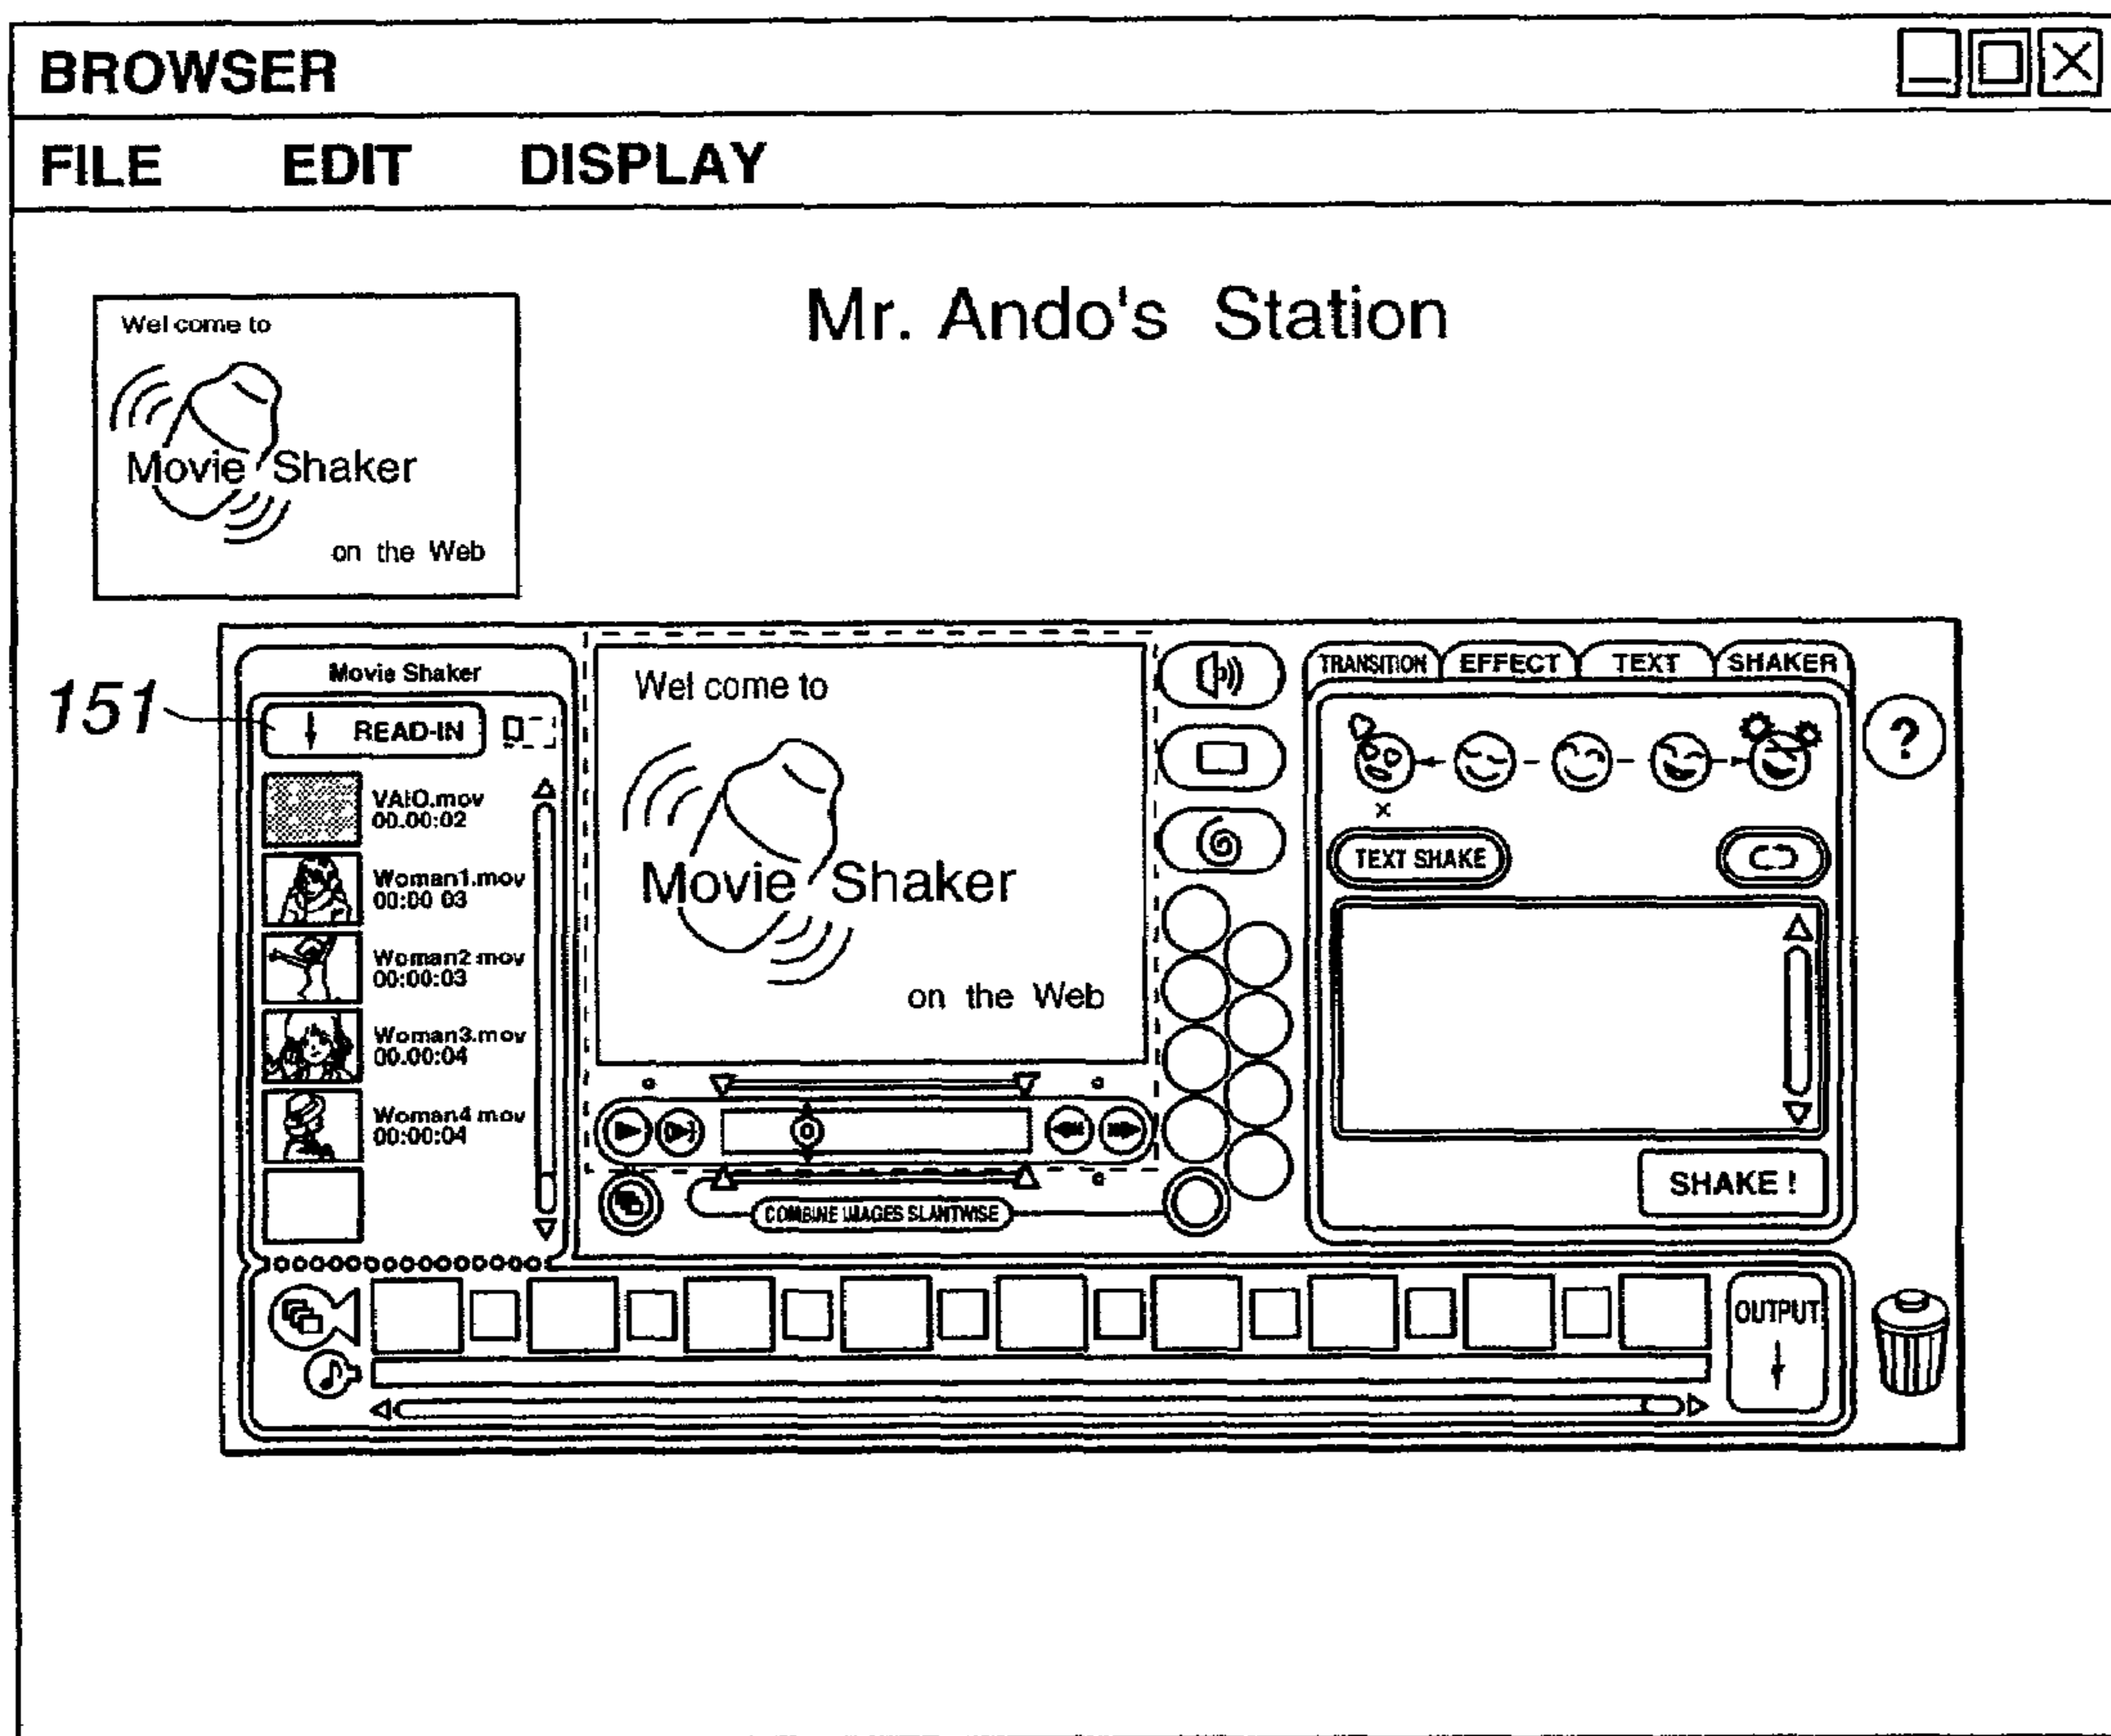 BROWSER
FILE EDIT DISPLAY
Mr. Ando's Station
Wel come to
Movie Shaker
on the Web
151
Movie Shaker
READ-IN
VAIO.mov
00.00:02
Woman1.mov
00:00 03
Woman2 mov
00:00:03
Woman3.mov
00.00:04
Woman4 mov
00:00:04
Wel come to
Movie Shaker
on the Web
COMBINE IMAGES SLANTWISE
TRANSITION EFFECT TEXT SHAKER
?
x
TEXT SHAKE
SHAKE !
OUTPUT